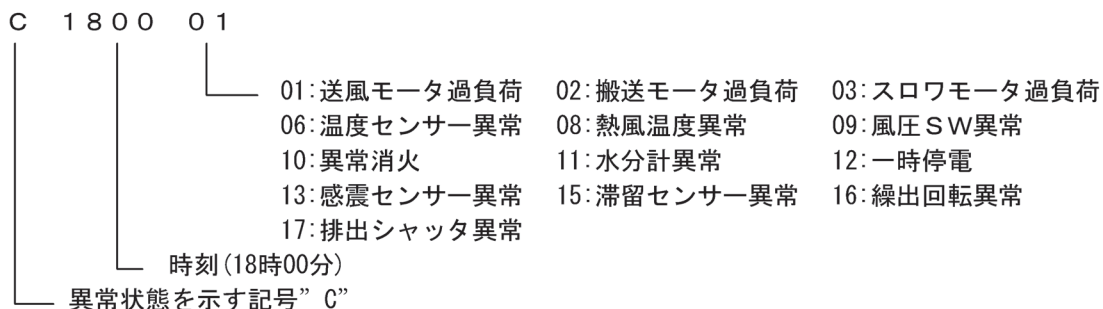 Ｃ　１８００　０１
01:送風モータ過負荷　02:搬送モータ過負荷　03:スロワモータ過負荷
06:温度センサー異常　08:熱風温度異常　09:風圧ＳＷ異常
10:異常消火　11:水分計異常　12:一時停電
13:感震センサー異常　15:滞留センサー異常　16:繰出回転異常
17:排出シャッタ異常
時刻(18時00分)
異常状態を示す記号”C”